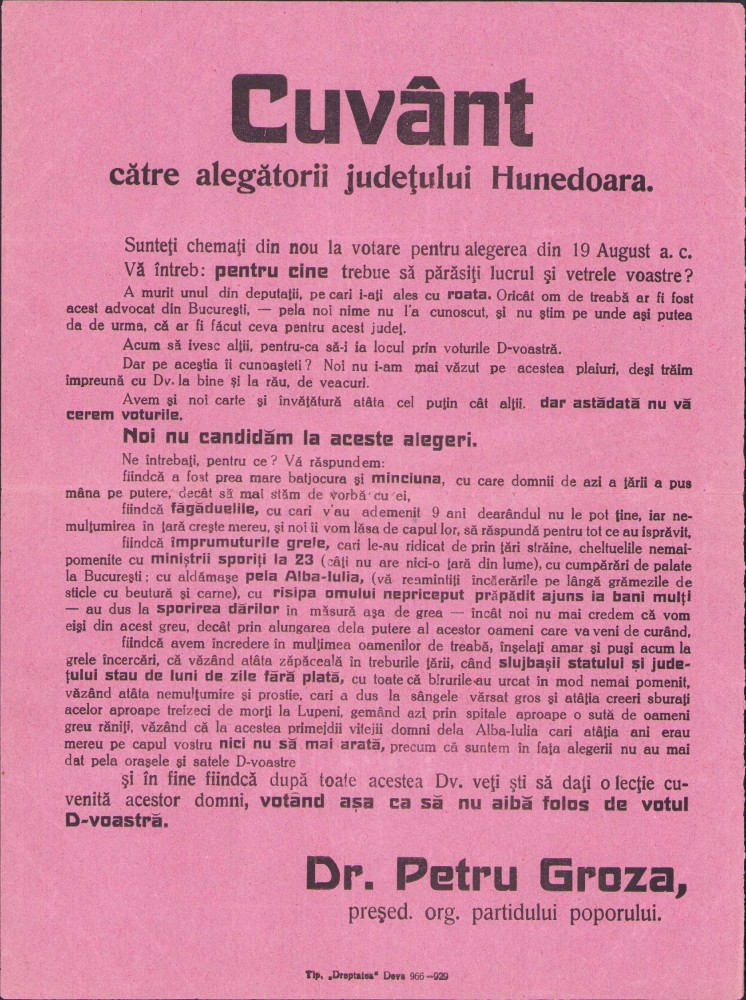 Cuvânt
către alegătorii judeţului Hunedoara.
Sunteţi chemaţi din nou la votare pentru alegerea din 19 August a. c.
Vă întreb: pentru cine trebue să părăsiţi lucrul şi vetrele voastre?
A murit unul din deputaţii, pe cari i-aţi ales cu roata. Oricât om de treabă ar fi fost
acest advocat din Bucureşti, — pela noi nime nu l'a cunoscut, şi nu ştim pe unde aşi putea
da de urma, că ar fi făcut ceva pentru acest judeţ.
Acum să ivesc alţii, pentru-ca să-i ia locul prin voturile D-voastră.
Dar pe aceştia îi cunoaşteti? Noi nu i-am mai văzut pe acestea plaiuri, deşi trăim
împreună cu Dv. la bine şi la rău, de veacuri.
Avem şi noi carte şi învăţătură atâta cel puţin cât alţii. dar astădată nu vă
cerem voturile.
Noi nu candidăm la aceste alegeri.
Ne întrebaţi, pentru ce? Vă răspundem:
fiindcă a fost prea mare batjocura şi minciuna, cu care domnii de azi a ţării a pus
mâna pe putere, decât să mai stăm de vorbă cu ei,
fiindcă făgăduelile, cu cari v'au ademenit 9 ani dearândul nu le pot ţine, iar ne-
mulţumirea în ţară creşte mereu, şi noi îi vom lăsa de capul lor, să răspundă pentru tot ce au isprăvit,
fiindcă împrumuturile grele, cari le-au ridicat de prin ţări străine, cheltuelile nemai-
pomenite cu miniştrii sporiţi la 23 (câţi nu are nici-o ţară din lume), cu cumpărări de palate
la Bucureşti; cu aldămaşe pela Alba-Iulia, (vă reamintiţi încăerările pe lângă grămezile de
sticle cu beutură şi carne), cu risipa omului nepriceput prăpădit ajuns ia bani mulţi
— au dus la sporirea dărilor în măsură aşa de grea — încât noi nu mai credem că vom
eişi din acest greu, decât prin alungarea dela putere al acestor oameni care va veni de curând,
fiindcă avem încredere în mulţimea oamenilor de treabă, înşelaţi amar şi puşi acum la
grele încercări, că văzând atâta zăpăceală în treburile ţării, când slujbaşii statului şi jude-
ţului stau de luni de zile fără plată, cu toate că birurile-au urcat în mod nemai pomenit,
văzând atâta nemulţumire şi prostie, cari a dus la sângele vărsat gros şi atâţia creeri sburaţi
acelor aproape treizeci de morţi la Lupeni, gemând azi prin spitale aproape o sută de oameni
greu răniţi, văzând că la acestea primejdii vitejii domni dela Alba-Iulia cari atâţia ani erau
mereu pe capul vostru nici nu să mai arată, precum că suntem în faţa alegerii nu au mai
dat pela oraşele şi satele D-voastre
şi în fine fiindcă după toate acestea Dv. veţi şti să daţi o lecţie cu-
venită acestor domni, votând aşa ca să nu aibă folos de votul
D-voastră.
Dr. Petru Groza,
preşed. org. partidului poporului.
Tip. „Dreptatea" Deva 966—929